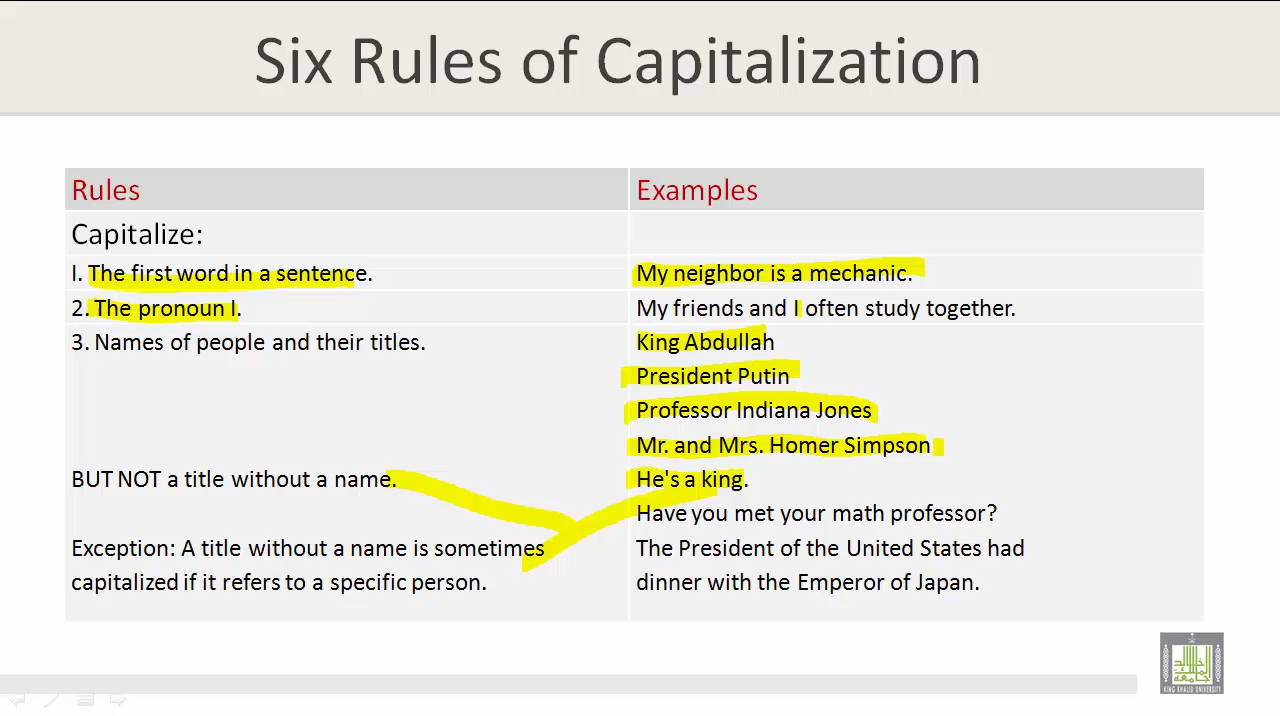 Six Rules of Capitalization
Rules
Examples
Capitalize:
I. The first word in a sentence.
My neighbor is a mechanic.
2. The pronoun I.
My friends and I often study together.
3. Names of people and their titles.
King Abdullah
President Putin
Professor Indiana Jones
Mr. and Mrs. Homer Simpson
BUT NOT a title without a name.
He's a king.
Have you met your math professor?
Exception: A title without a name is sometimes
capitalized if it refers to a specific person.
The President of the United States had
dinner with the Emperor of Japan.
KING KHALID UNIVERSITY